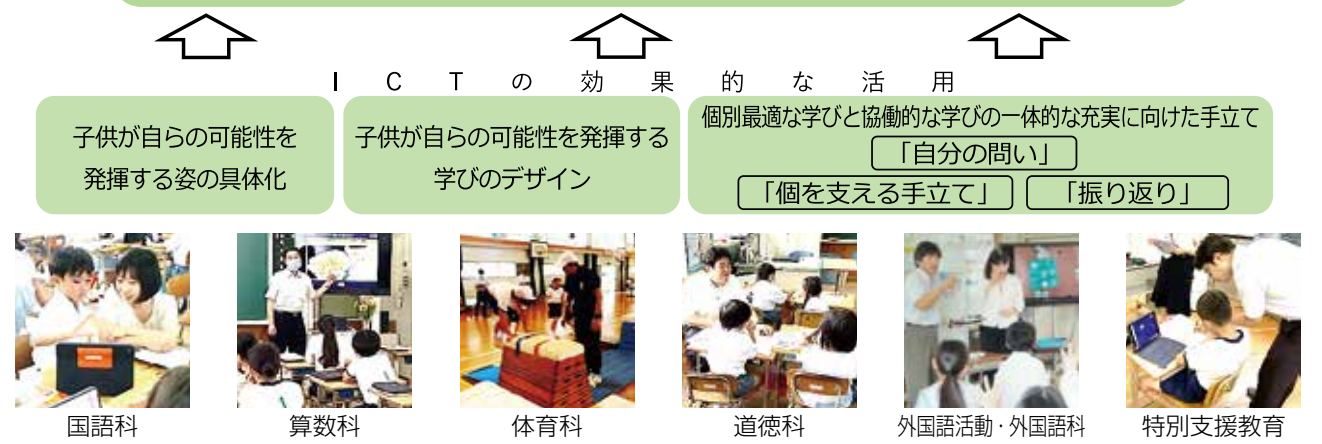 ICTの効果的な活用
子供が自らの可能性を
発揮する姿の具体化
子供が自らの可能性を発揮する
学びのデザイン
個別最適な学びと協働的な学びの一体的な充実に向けた手立て
「自分の問い」
「個を支える手立て」 「振り返り」
国語科 算数科 体育科 道徳科 外国語活動・外国語科 特別支援教育